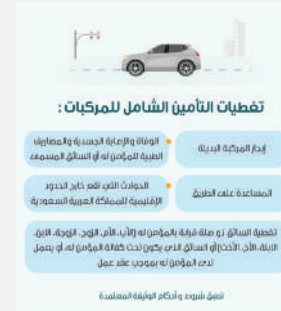 تغطيات التأمين الشامل للمركبات :
إيجار المركبة البديلة
الوفاة والإصابة الجسدية والمصاريف
الطبية للمؤمن له أو السائق المسمى
المساعدة على الطريق
الحوادث التي تقع خارج الحدود
الإقليمية للمملكة العربية السعودية
تغطية السائق ذو صلة قرابة بالمؤمن له (الأب، الأم، الزوج، الزوجة، الابن،
الابنة، الأخ، الأخت) أو السائق الذي يكون تحت كفالة المؤمن له، أو يعمل
لدى المؤمن له بموجب عقد عمل
تطبق شروط و أحكام الوثيقة المعتمدة